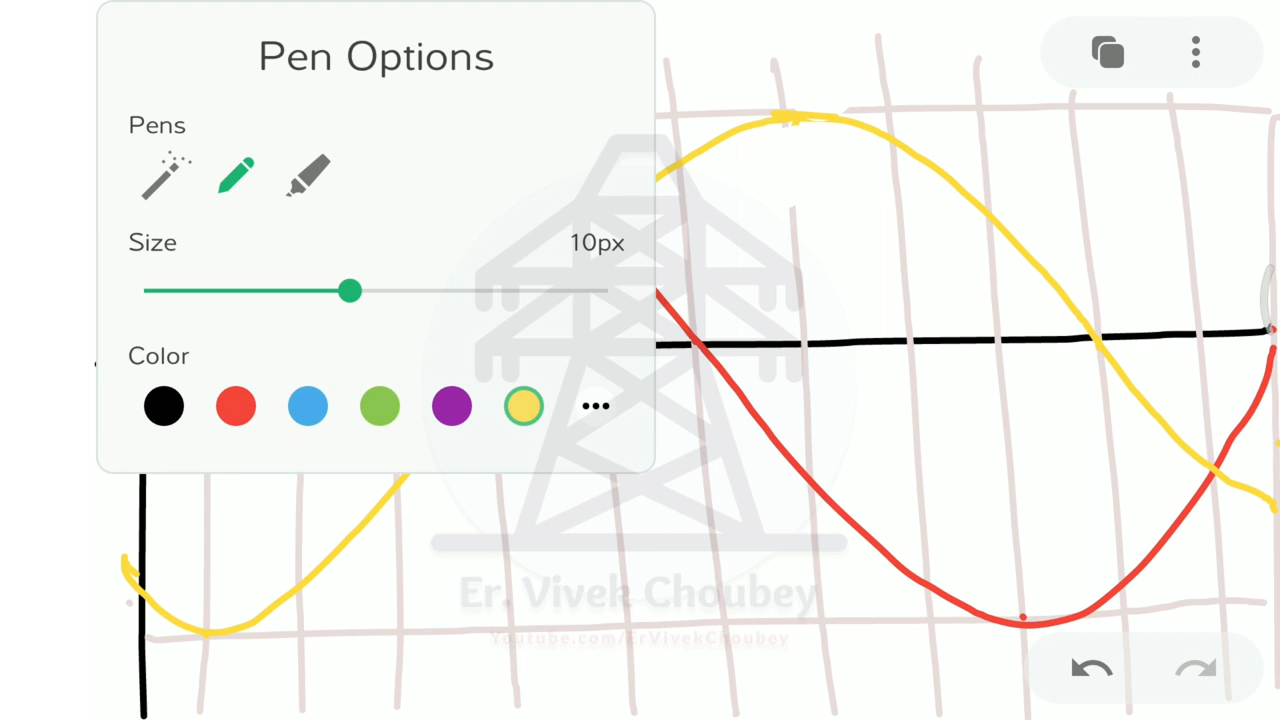 Pen Options
Pens
Size 10px
Color
Er. Vivek Choubey
Youtube.com/ErVivekChoubey